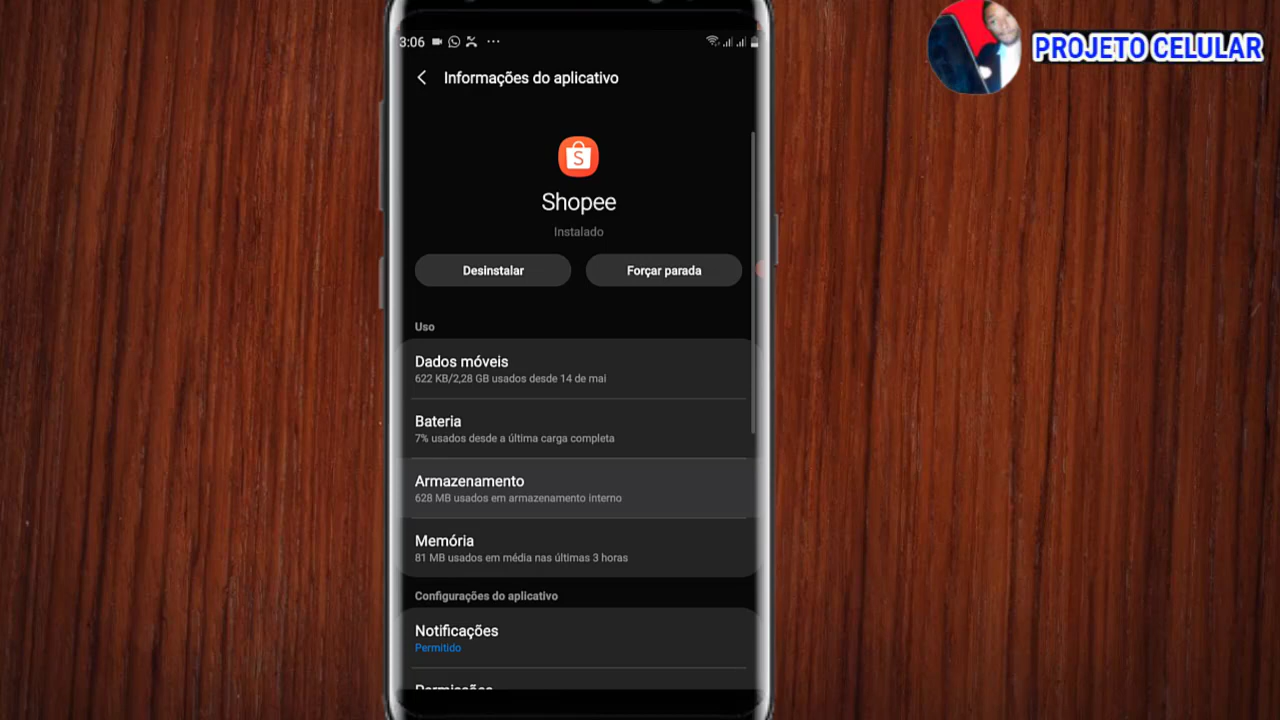 PROJETO CELULAR
3:06
Informações do aplicativo
S
Shopee
Instalado
Desinstalar
Forçar parada
Uso
Dados móveis
622 KB/2,28 GB usados desde 14 de mai
Bateria
7% usados desde a última carga completa
Armazenamento
628 MB usados em armazenamento interno
Memória
81 MB usados em média nas últimas 3 horas
Configurações do aplicativo
Notificações
Permitido
Permissões